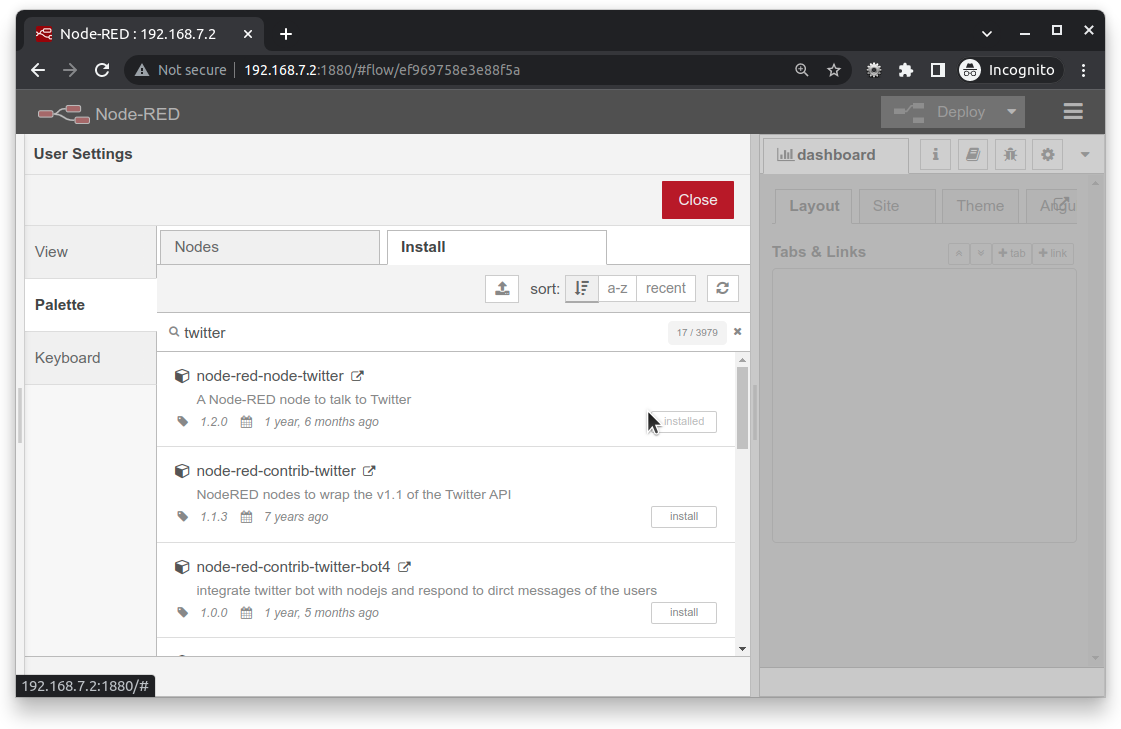 Node-RED : 192.168.7.2
Not secure 192.168.7.2:1880/#flow/ef969758e3e88f5a Incognito
Node-RED Deploy
User Settings
dashboard
Close
Layout Site Theme Angu
View
Nodes Install
Tabs & Links tab link
sort: a-z recent
Palette
twitter 17 / 3979
Keyboard
node-red-node-twitter
A Node-RED node to talk to Twitter
1.2.0 1 year, 6 months ago installed
node-red-contrib-twitter
NodeRED nodes to wrap the v1.1 of the Twitter API
1.1.3 7 years ago install
node-red-contrib-twitter-bot4
integrate twitter bot with nodejs and respond to dirct messages of the users
1.0.0 1 year, 5 months ago install
192.168.7.2:1880/#